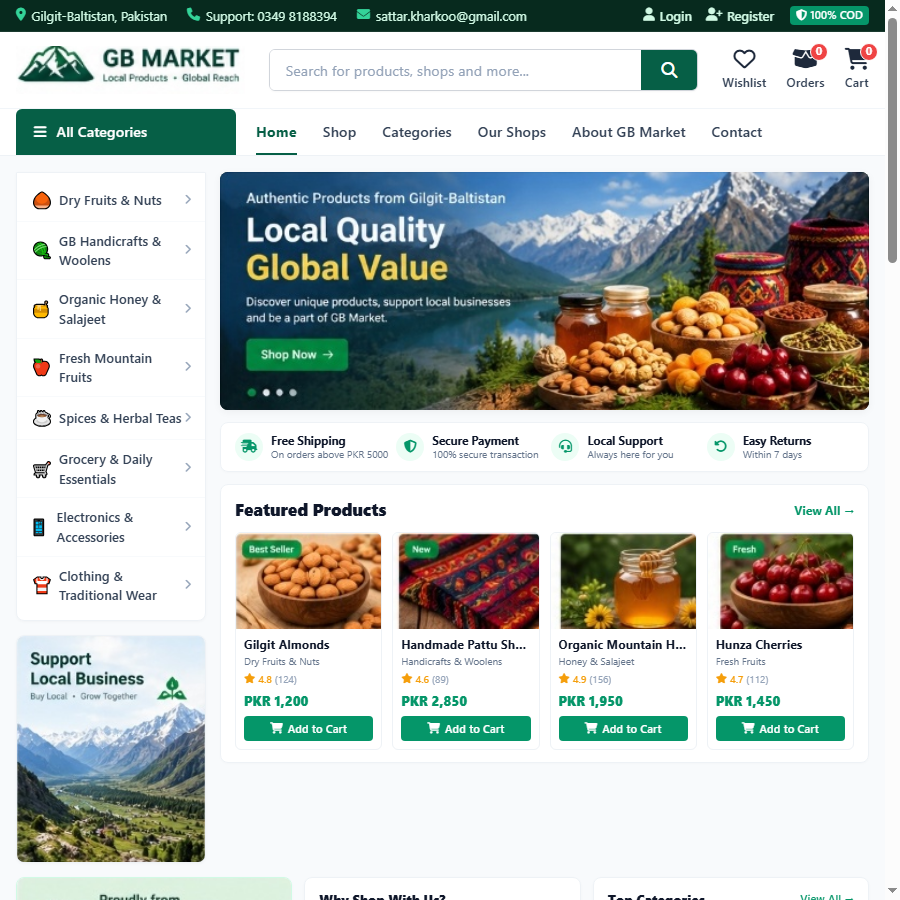 Gilgit-Baltistan, Pakistan
Support: 0349 8188394
sattar.kharkoo@gmail.com
Login
Register
100% COD
GB MARKET
Local Products • Global Reach
Search for products, shops and more...
Wishlist
0
Orders
0
Cart
All Categories
Home
Shop
Categories
Our Shops
About GB Market
Contact
Dry Fruits & Nuts
GB Handicrafts &
Woolens
Organic Honey &
Salajeet
Fresh Mountain
Fruits
Spices & Herbal Teas
Grocery & Daily
Essentials
Electronics &
Accessories
Clothing &
Traditional Wear
Support
Local Business
Buy Local • Grow Together
Authentic Products from Gilgit-Baltistan
Local Quality
Global Value
Discover unique products, support local businesses
and be a part of GB Market.
Shop Now →
Free Shipping
On orders above PKR 5000
Secure Payment
100% secure transaction
Local Support
Always here for you
Easy Returns
Within 7 days
Featured Products
View All →
Best Seller
Gilgit Almonds
Dry Fruits & Nuts
4.8 (124)
PKR 1,200
Add to Cart
New
Handmade Pattu Sh...
Handicrafts & Woolens
4.6 (89)
PKR 2,850
Add to Cart
Organic Mountain H...
Honey & Salajeet
4.9 (156)
PKR 1,950
Add to Cart
Fresh
Hunza Cherries
Fresh Fruits
4.7 (112)
PKR 1,450
Add to Cart
Proudly from
Why Shop With Us?
Top Categories
View All →